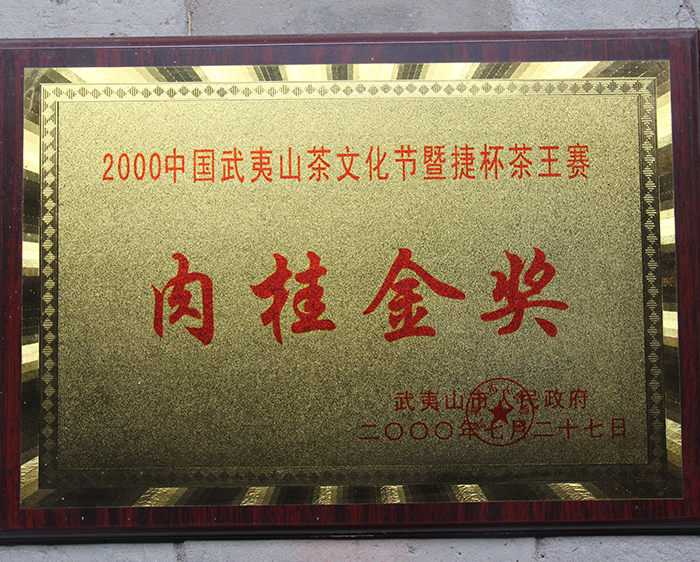 2000中国武夷山茶文化节暨捷杯茶王赛
肉桂金奖
武夷山市人民政府
二〇〇〇年七月二十七日